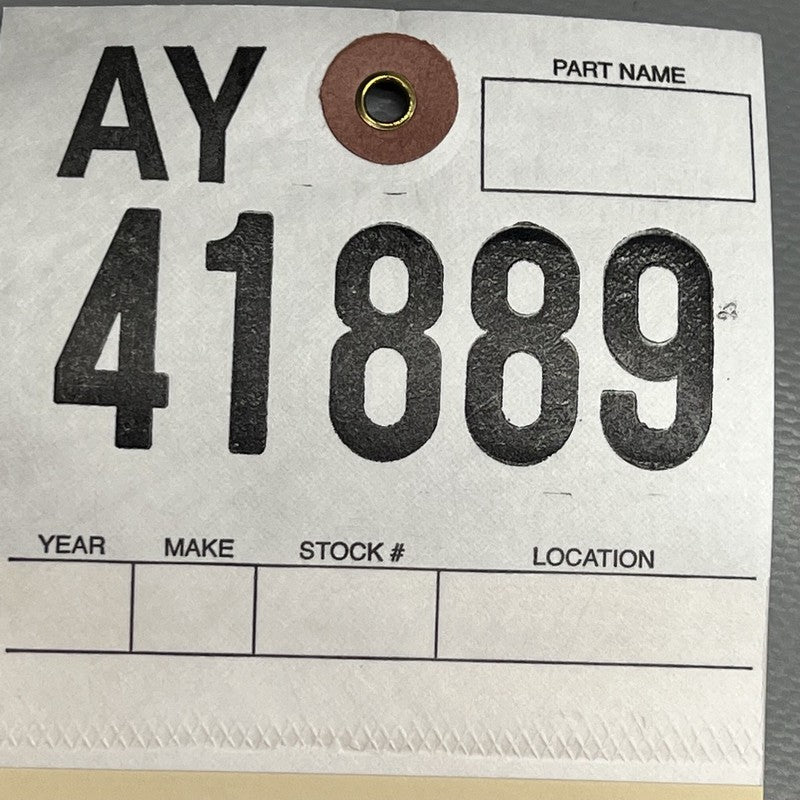 AY
PART NAME
41889
YEAR MAKE STOCK # LOCATION